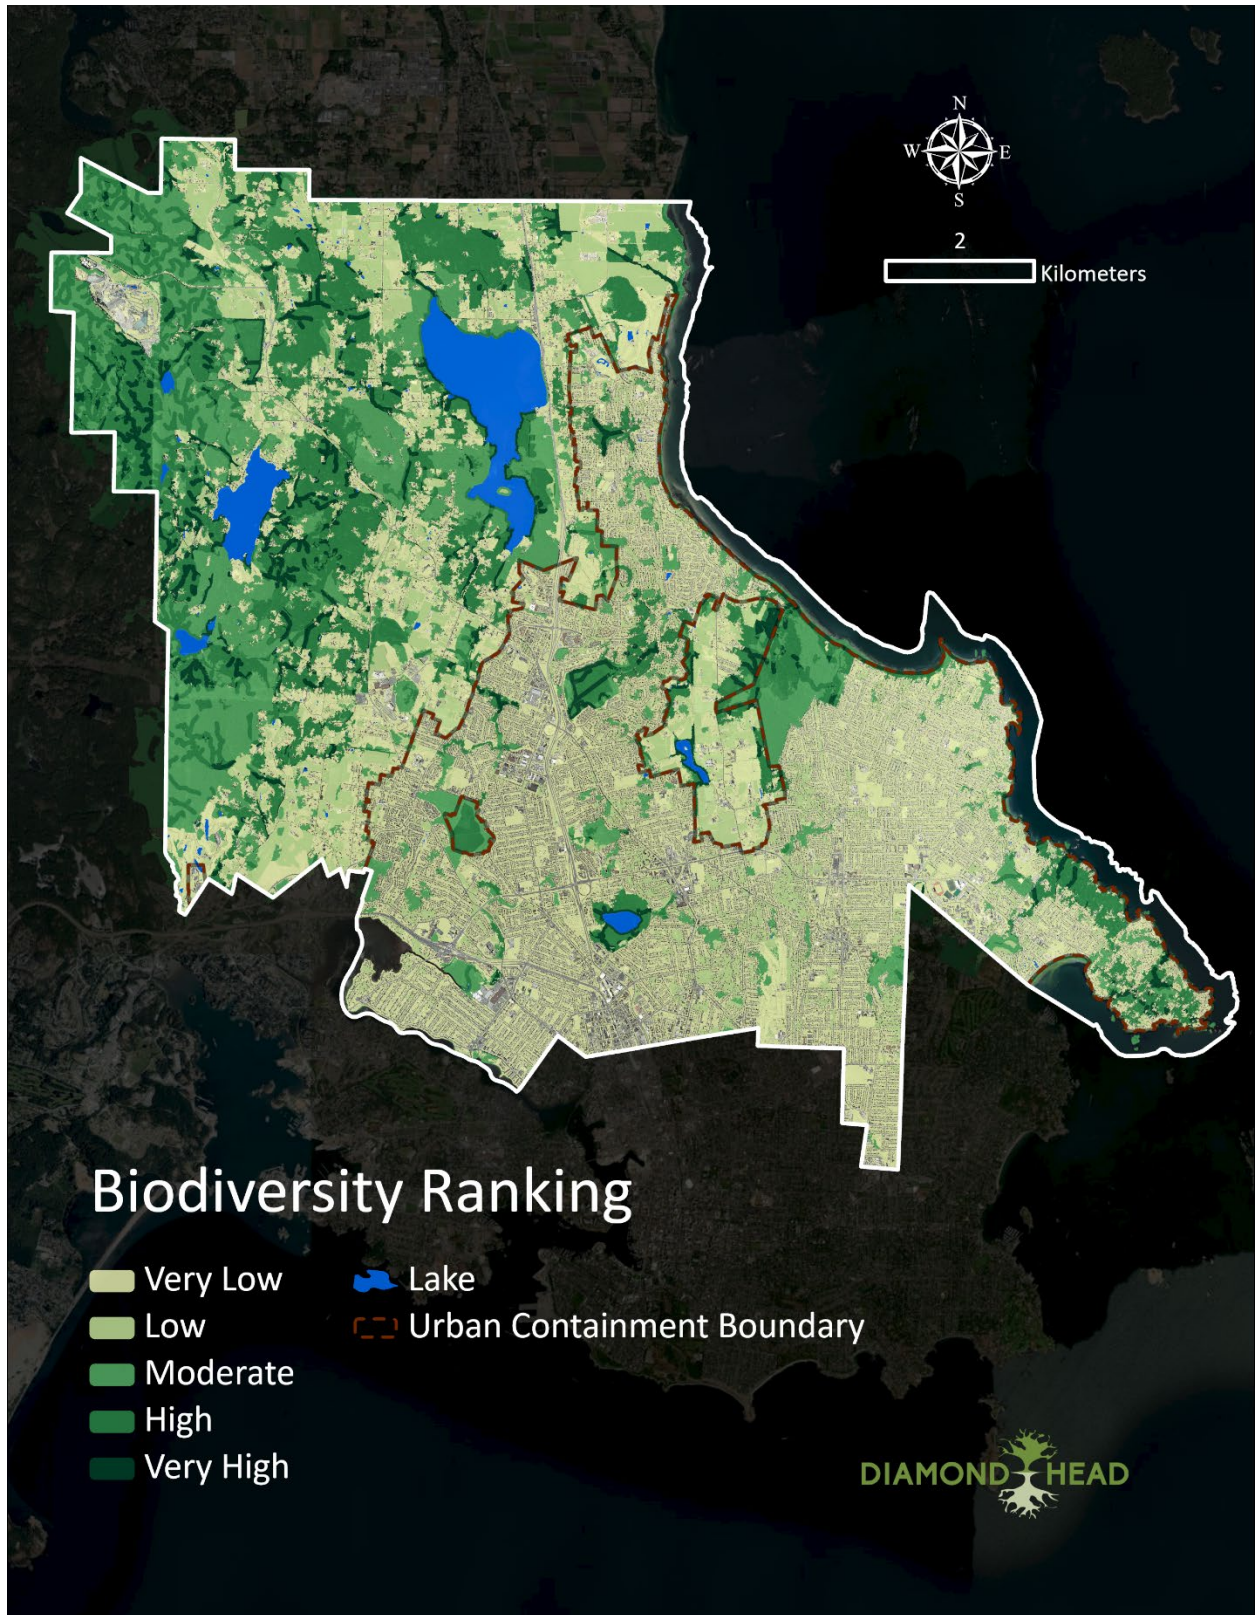 N
W E
S
2
Kilometers
Biodiversity Ranking
Very Low
Low
Moderate
High
Very High
Lake
Urban Containment Boundary
DIAMOND HEAD